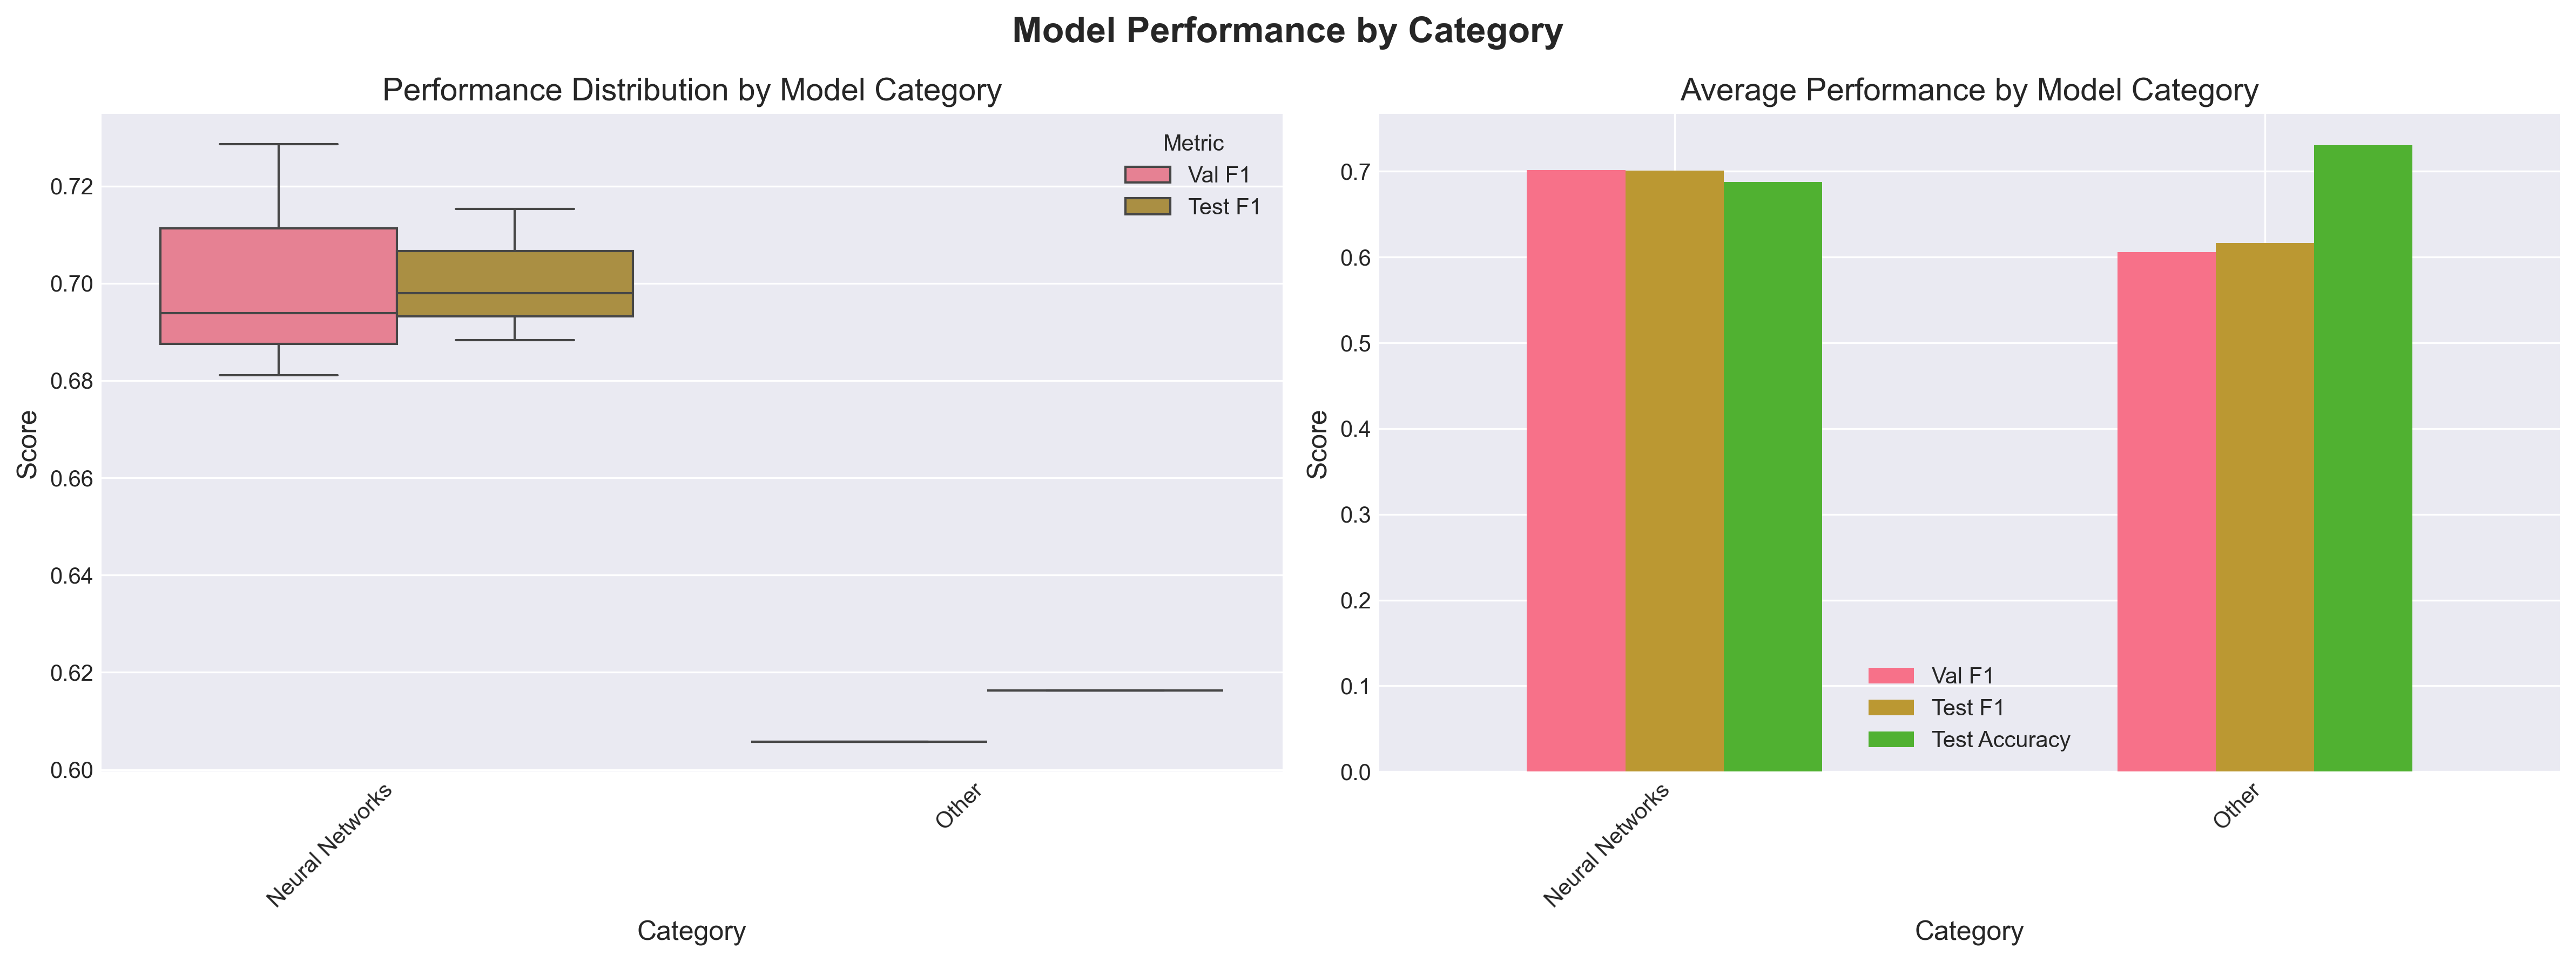 Model Performance by Category
Performance Distribution by Model Category
Metric
Val F1
Test F1
0.72
0.70
0.68
0.66
0.64
0.62
0.60
Score
Neural Networks
Other
Category
Average Performance by Model Category
0.7
0.6
0.5
0.4
0.3
0.2
0.1
0.0
Score
Val F1
Test F1
Test Accuracy
Neural Networks
Other
Category